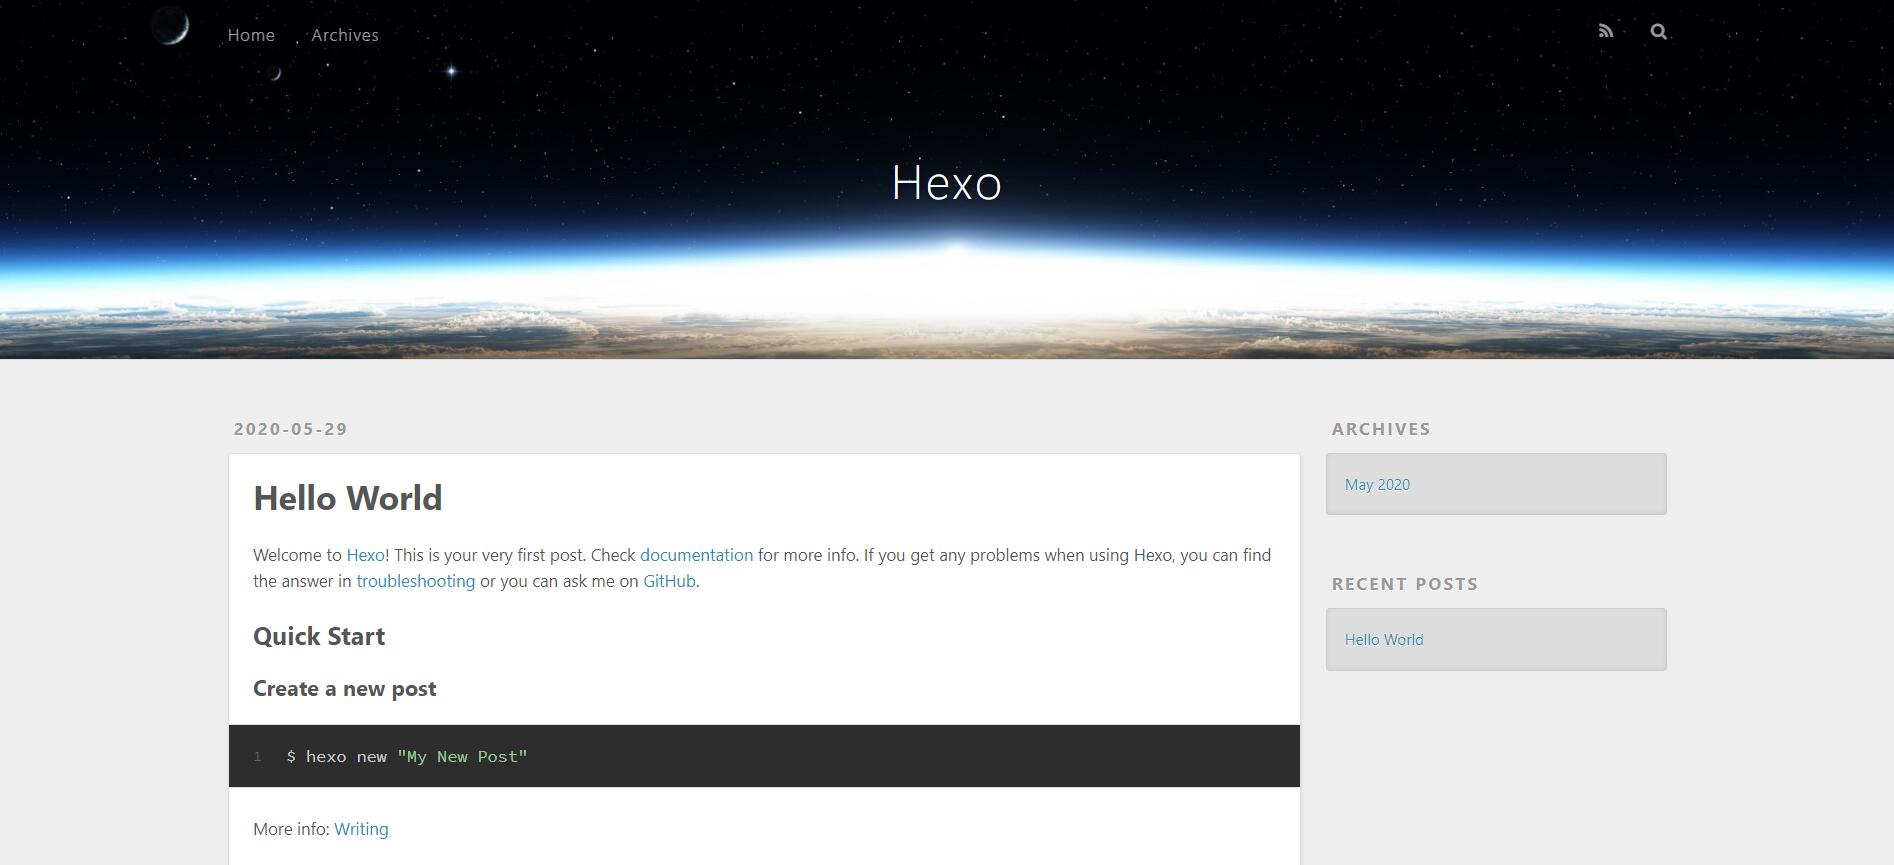 Home Archives
Hexo
2020-05-29
Hello World
Welcome to Hexo! This is your very first post. Check documentation for more info. If you get any problems when using Hexo, you can find
the answer in troubleshooting or you can ask me on GitHub.
Quick Start
Create a new post
1 $ hexo new "My New Post"
More info: Writing
ARCHIVES
May 2020
RECENT POSTS
Hello World